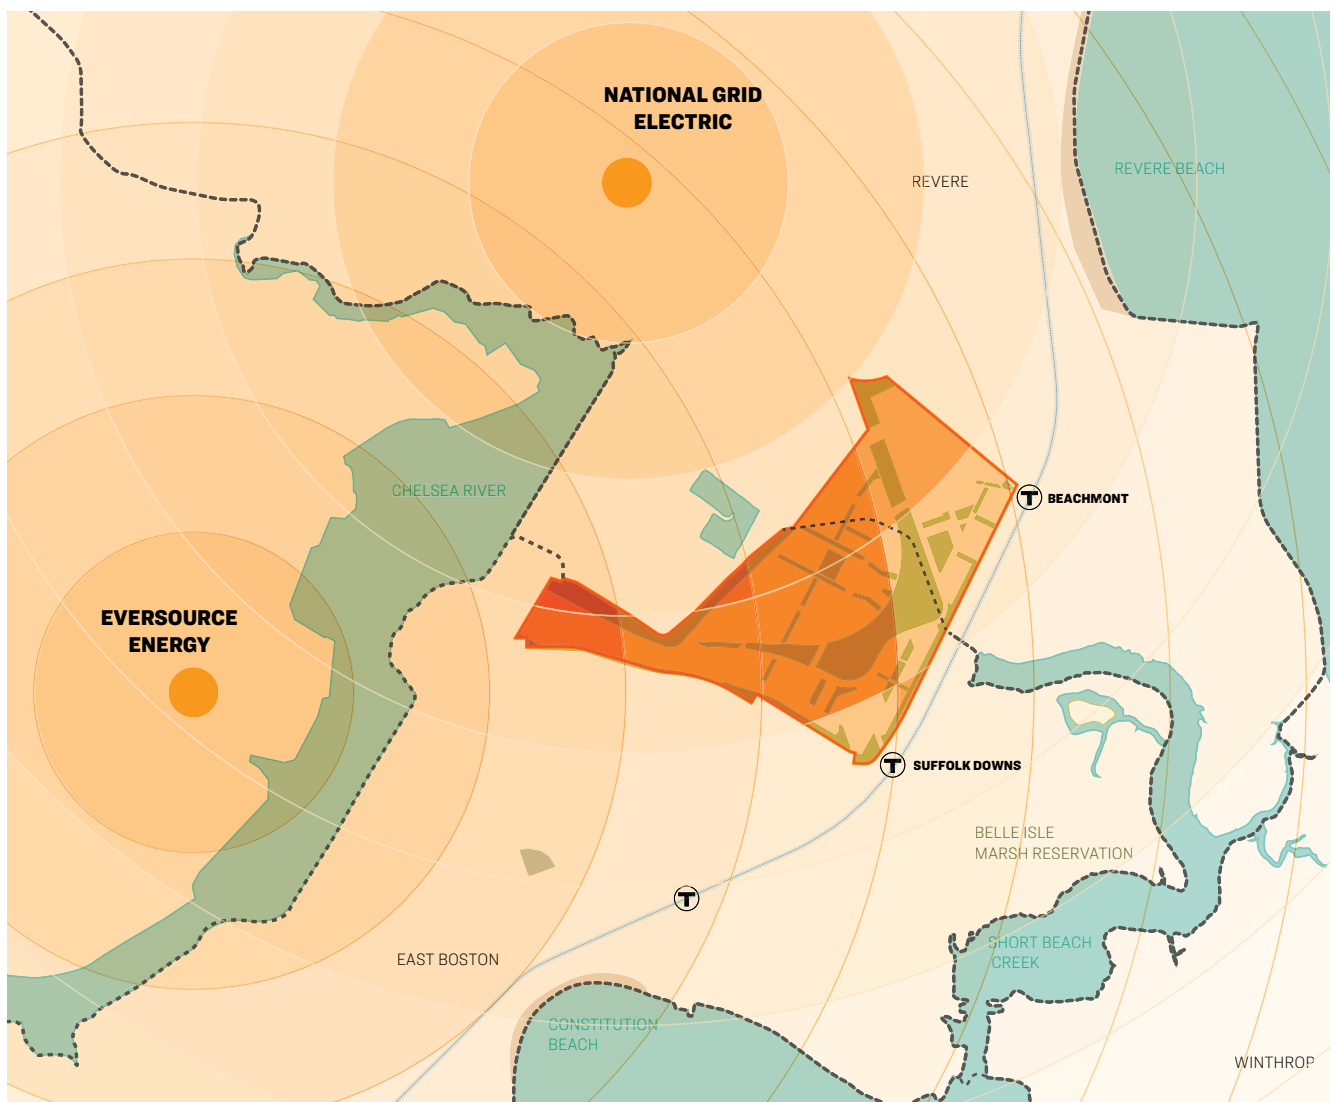 NATIONAL GRID
ELECTRIC
REVERE
REVERE BEACH
CHELSEA RIVER
T
BEACHMONT
EVERSOURCE
ENERGY
T
SUFFOLK DOWNS
BELLE ISLE
MARSH RESERVATION
T
SHORT BEACH
CREEK
EAST BOSTON
CONSTITUTION
BEACH
WINTHROP